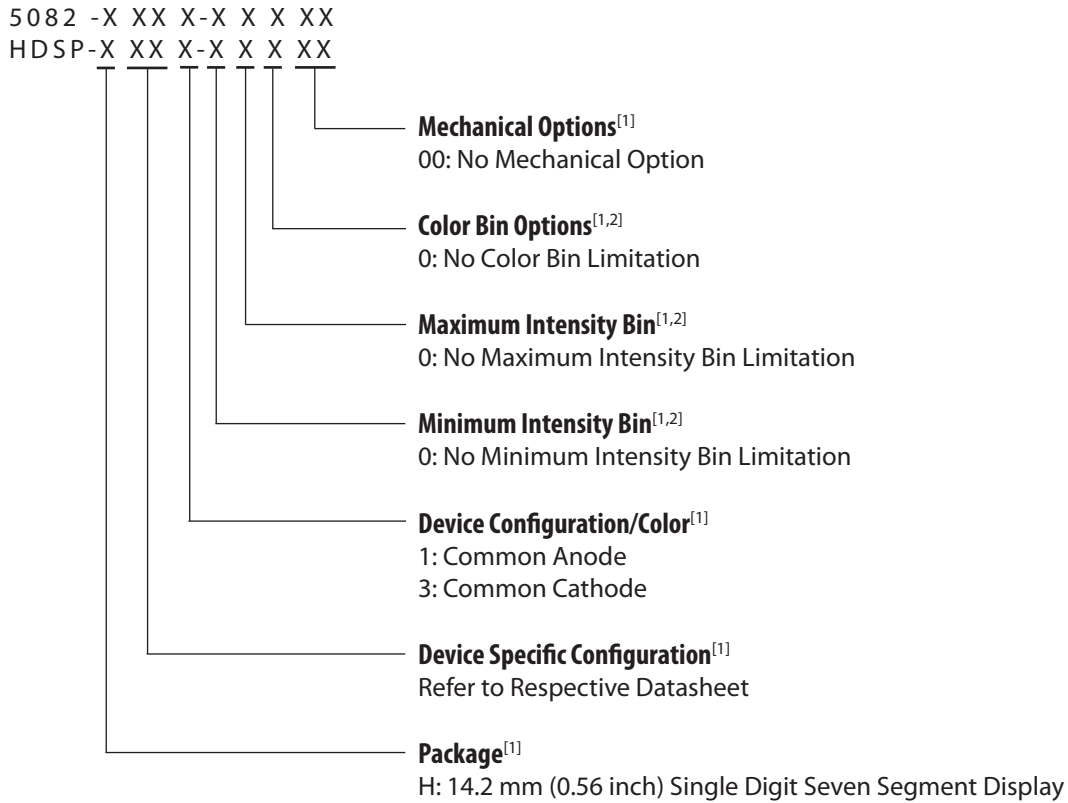 5082 -X XX X-X X X XX
HDSP-X XX X-X X X XX
Mechanical Options[1]
00: No Mechanical Option
Color Bin Options[1,2]
0: No Color Bin Limitation
Maximum Intensity Bin[1,2]
0: No Maximum Intensity Bin Limitation
Minimum Intensity Bin[1,2]
0: No Minimum Intensity Bin Limitation
Device Configuration/Color[1]
1: Common Anode
3: Common Cathode
Device Specific Configuration[1]
Refer to Respective Datasheet
Package[1]
H: 14.2 mm (0.56 inch) Single Digit Seven Segment Display